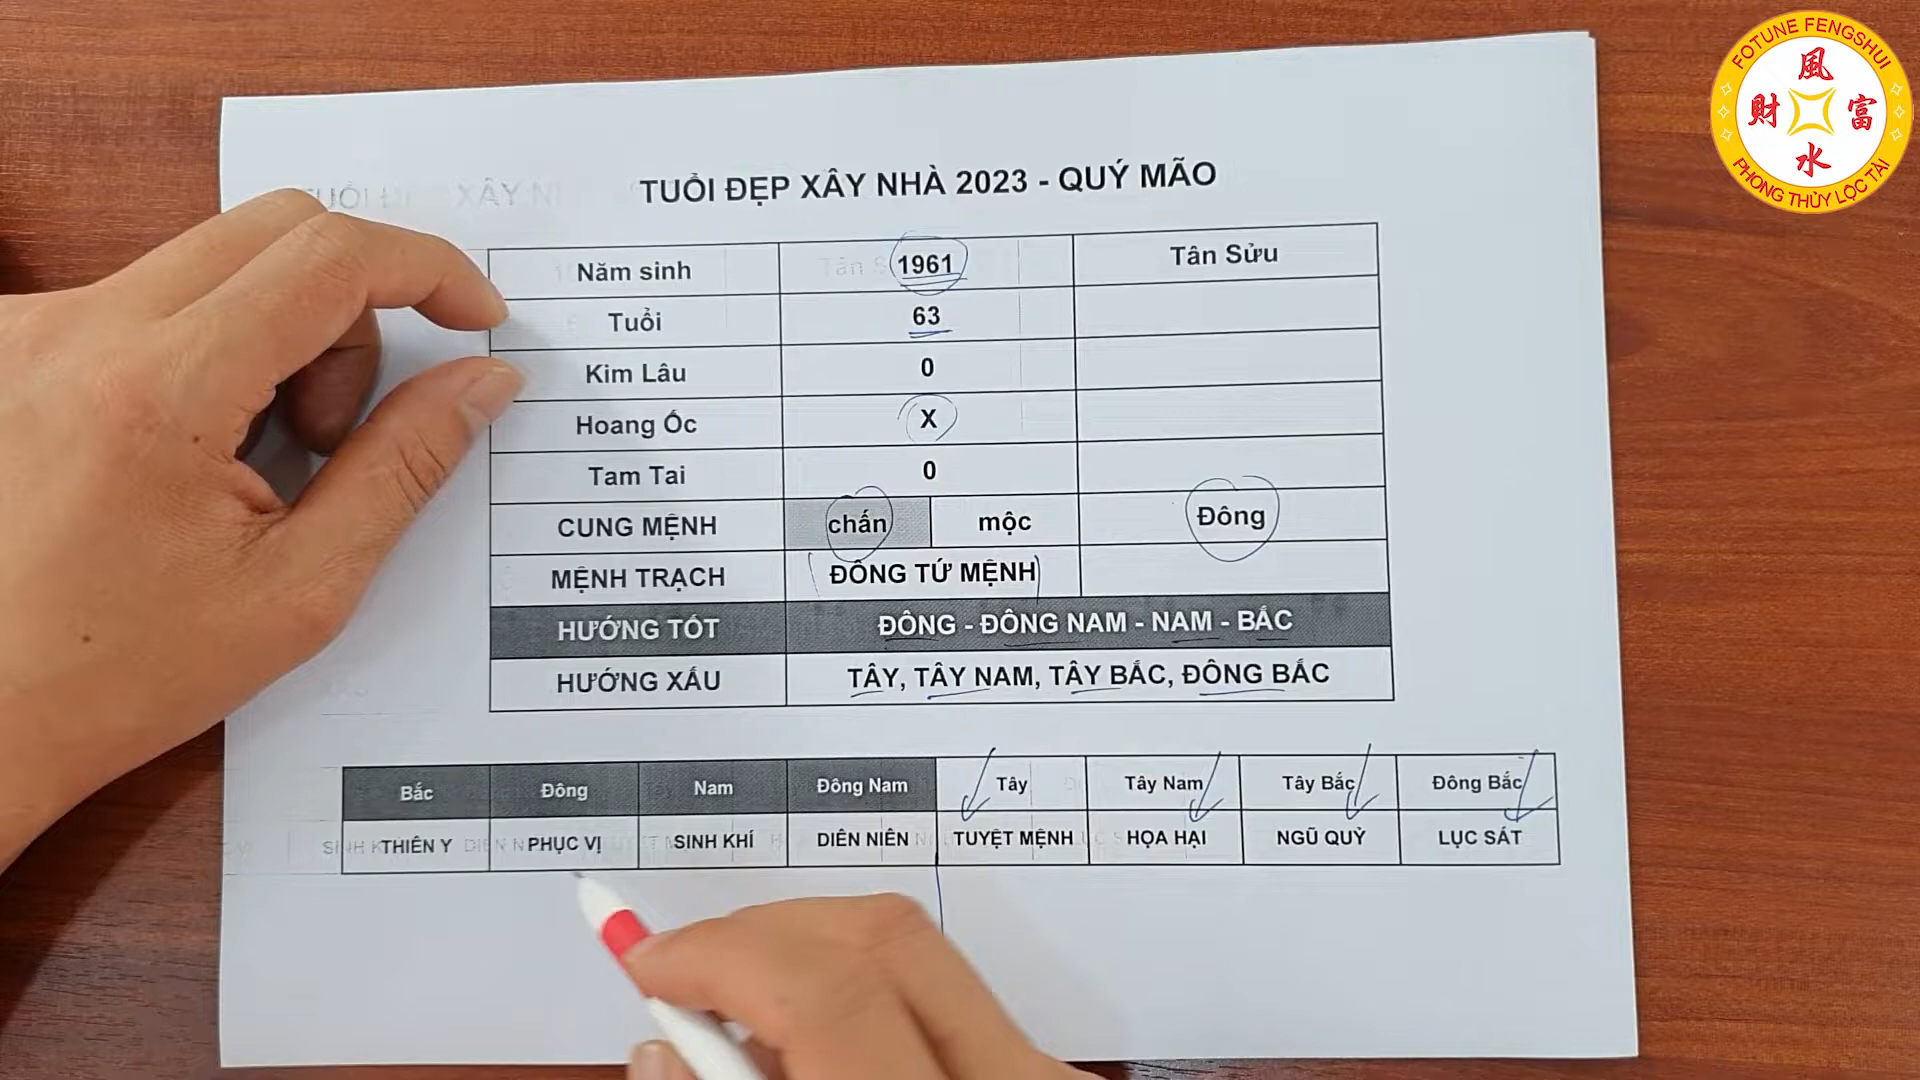 FOTUNE FENGSHUI
風
財 富
水
PHONG THỦY LỘC TÀI
TUỔI ĐẸP XÂY NHÀ 2023 - QUÝ MÃO
Năm sinh 1961 Tân Sửu
Tuổi 63
Kim Lâu 0
Hoang Ốc X
Tam Tai 0
CUNG MỆNH chấn mộc Đông
MỆNH TRẠCH ĐÔNG TỨ MỆNH
HƯỚNG TỐT ĐÔNG - ĐÔNG NAM - NAM - BẮC
HƯỚNG XẤU TÂY, TÂY NAM, TÂY BẮC, ĐÔNG BẮC
Bắc Đông Nam Đông Nam Tây Tây Nam Tây Bắc Đông Bắc
THIÊN Y PHỤC VỊ SINH KHÍ DIÊN NIÊN TUYỆT MỆNH HỌA HẠI NGŨ QUỶ LỤC SÁT